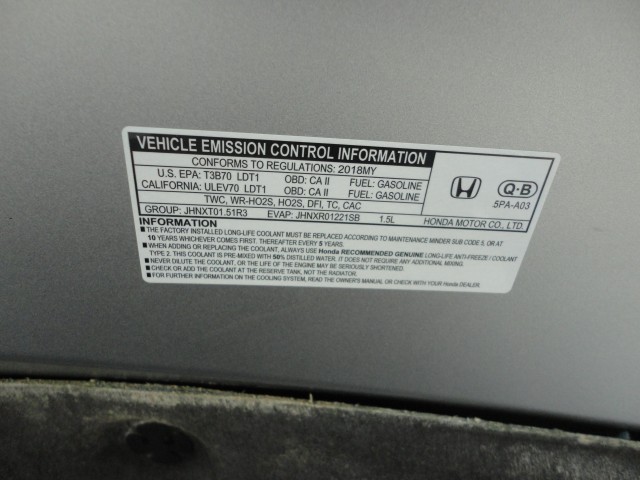 VEHICLE EMISSION CONTROL INFORMATION
CONFORMS TO REGULATIONS: 2018MY
U.S. EPA: T3B70 LDT1 OBD: CA II FUEL: GASOLINE
CALIFORNIA: ULEV70 LDT1 OBD: CA II FUEL: GASOLINE
TWC, WR-HO2S, HO2S, DFI, TC, CAC
GROUP: JHNXT01.51R3 EVAP: JHNXR01221SB 1.5L
Q-B
5PA-A03
HONDA MOTOR CO., LTD.
INFORMATION
■ THE FACTORY INSTALLED LONG-LIFE COOLANT MUST BE REPLACED ACCORDING TO MAINTENANCE MINDER SUB CODE 5, OR AT
10 YEARS WHICHEVER COMES FIRST. THEREAFTER EVERY 5 YEARS.
■ WHEN ADDING OR REPLACING COOLANT, ALWAYS USE Honda RECOMMENDED GENUINE LONG-LIFE ANTI-FREEZE / COOLANT
TYPE 2. THIS COOLANT IS PRE-MIXED WITH 50% DISTILLED WATER. IT DOES NOT REQUIRE ANY ADDITIONAL MIXING.
■ NEVER DILUTE THE COOLANT, OR THE LIFE OF THE ENGINE MAY BE SERIOUSLY SHORTENED.
■ CHECK OR ADD THE COOLANT AT THE RESERVE TANK, NOT THE RADIATOR.
■ FOR FURTHER INFORMATION ON THE COOLING SYSTEM, READ THE OWNER'S MANUAL OR CHECK WITH YOUR Honda DEALER.